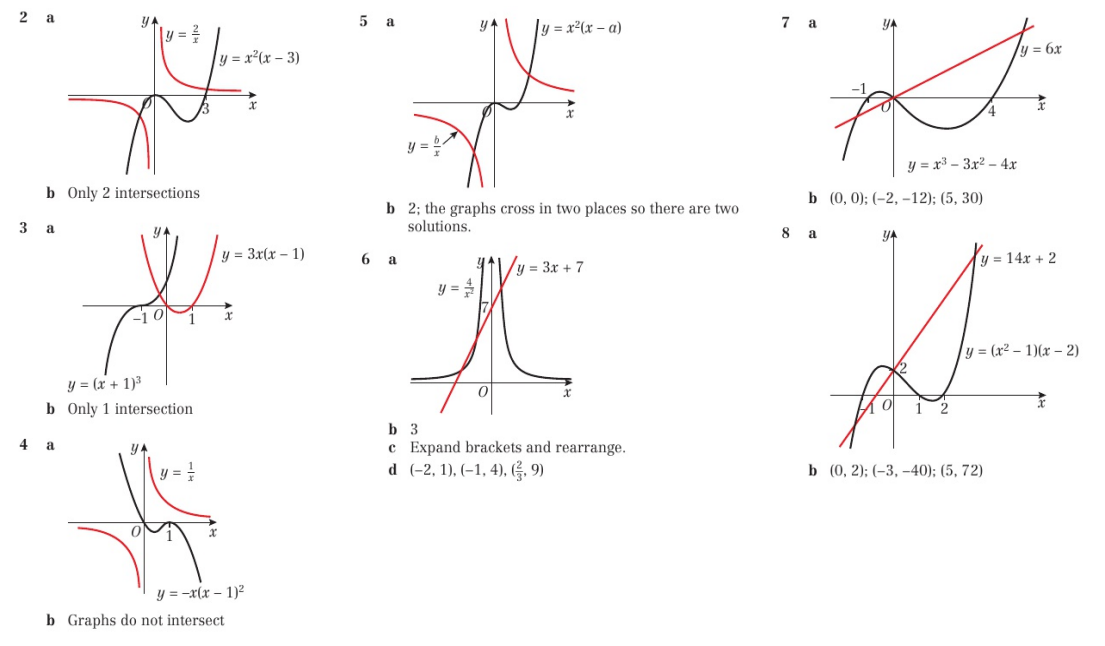 2 a
y
y = 2/x
y = x²(x – 3)
O
3
x
b Only 2 intersections
3 a
y
y = 3x(x – 1)
–1 O 1 x
y = (x + 1)³
b Only 1 intersection
4 a
y
y = 1/x
O 1 x
y = –x(x – 1)²
b Graphs do not intersect
5 a
y
y = x²(x – a)
O
x
y = b/x
b 2; the graphs cross in two places so there are two
solutions.
6 a
y
y = 3x + 7
y = 4/x²
7
O x
b 3
c Expand brackets and rearrange.
d (–2, 1), (–1, 4), (2/3, 9)
7 a
y
y = 6x
–1
O 4 x
y = x³ – 3x² – 4x
b (0, 0); (–2, –12); (5, 30)
8 a
y
y = 14x + 2
y = (x² – 1)(x – 2)
2
–1 O 1 2 x
b (0, 2); (–3, –40); (5, 72)